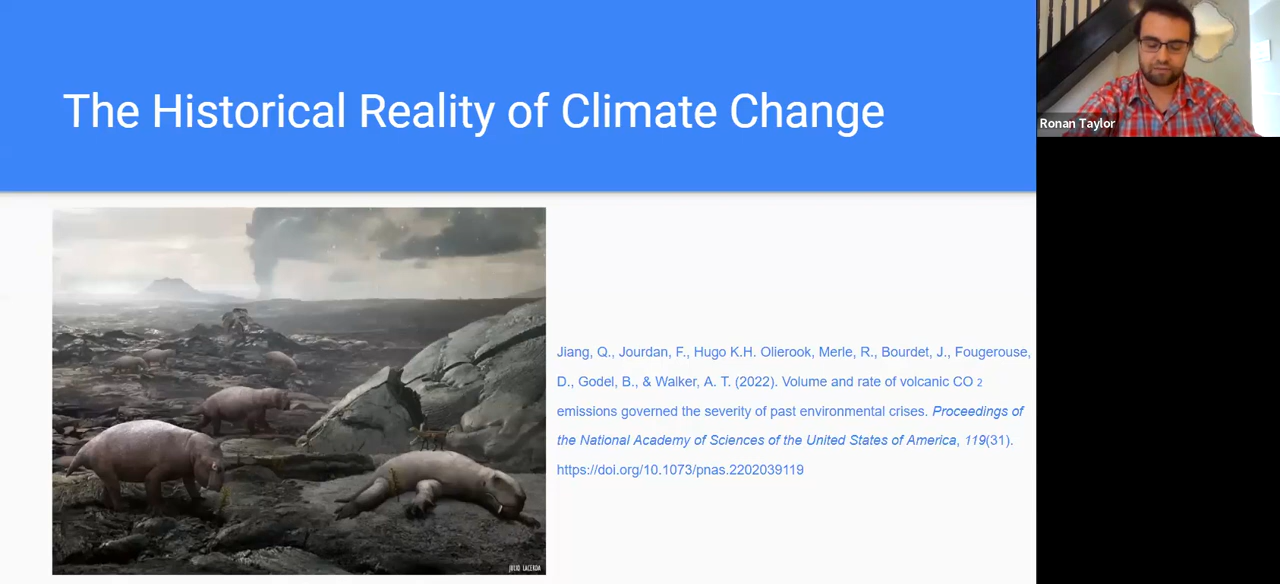 The Historical Reality of Climate Change
Ronan Taylor
Jiang, Q., Jourdan, F., Hugo K.H. Olierook, Merle, R., Bourdet, J., Fougerouse,
D., Godel, B., & Walker, A. T. (2022). Volume and rate of volcanic CO 2
emissions governed the severity of past environmental crises. Proceedings of
the National Academy of Sciences of the United States of America, 119(31).
https://doi.org/10.1073/pnas.2202039119
JULIO LACERDA